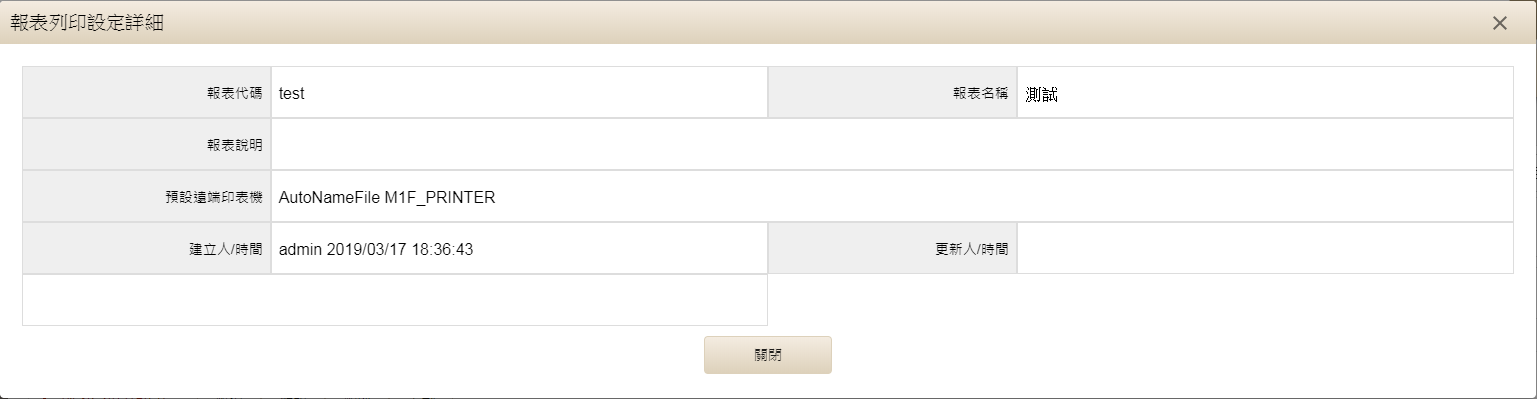 報表列印設定詳細
報表代碼 test 報表名稱 測試
報表說明
預設遠端印表機 AutoNameFile M1F_PRINTER
建立人/時間 admin 2019/03/17 18:36:43 更新人/時間
關閉